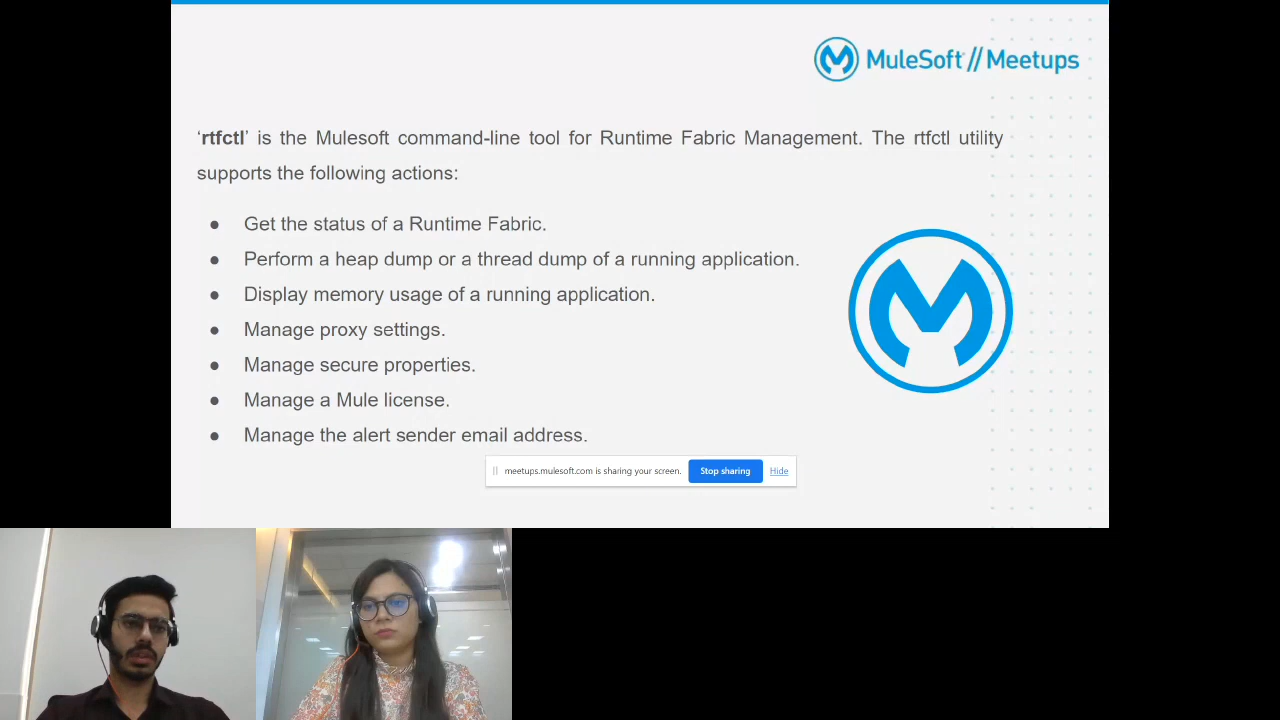 MuleSoft // Meetups
‘rtfctl’ is the Mulesoft command-line tool for Runtime Fabric Management. The rtfctl utility
supports the following actions:
● Get the status of a Runtime Fabric.
● Perform a heap dump or a thread dump of a running application.
● Display memory usage of a running application.
● Manage proxy settings.
● Manage secure properties.
● Manage a Mule license.
● Manage the alert sender email address.
meetups.mulesoft.com is sharing your screen. Stop sharing Hide